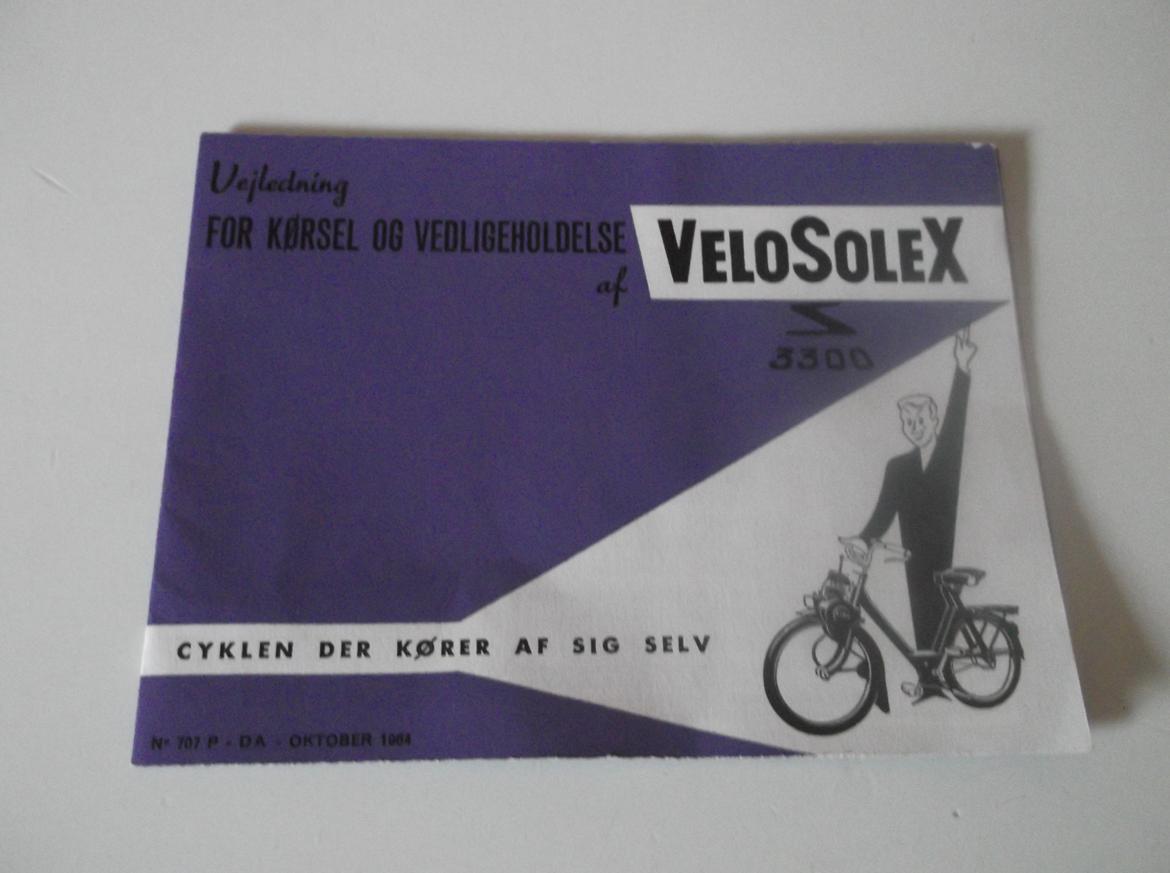 Vejledning
FOR KØRSEL OG VEDLIGEHOLDELSE
af
VELOSOLEX
S
3300
CYKLEN DER KØRER AF SIG SELV
Nº 707 P - DA - OKTOBER 1964